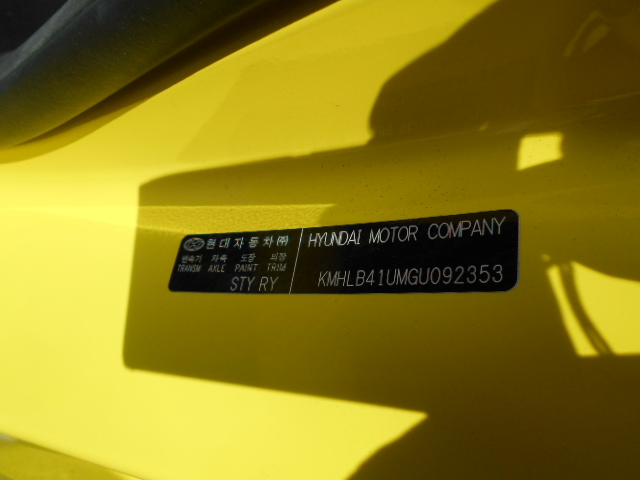 현대자동차㈜
변속기 차축 도장 의장
TRANSM AXLE PAINT TRIM
STY RY
HYUNDAI MOTOR COMPANY
KMHLB41UMGU092353